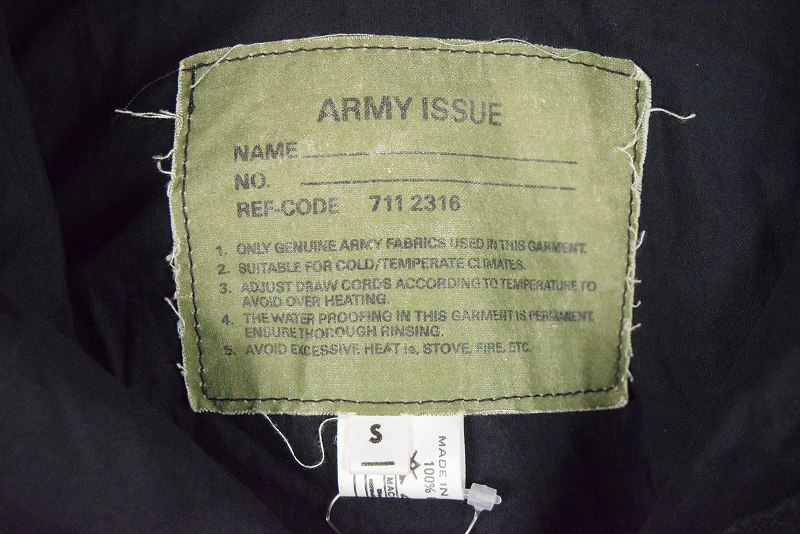 ARMY ISSUE
NAME
NO.
REF-CODE 711 2316
1. ONLY GENUINE ARMY FABRICS USED IN THIS GARMENT.
2. SUITABLE FOR COLD/TEMPERATE CLIMATES.
3. ADJUST DRAW CORDS ACCORDING TO TEMPERATURE TO
AVOID OVER HEATING.
4. THE WATER PROOFING IN THIS GARMENT IS PERMANENT.
ENSURE THOROUGH RINSING.
5. AVOID EXCESSIVE HEAT ie, STOVE, FIRE, ETC.
S
MADE IN
100%
MAC